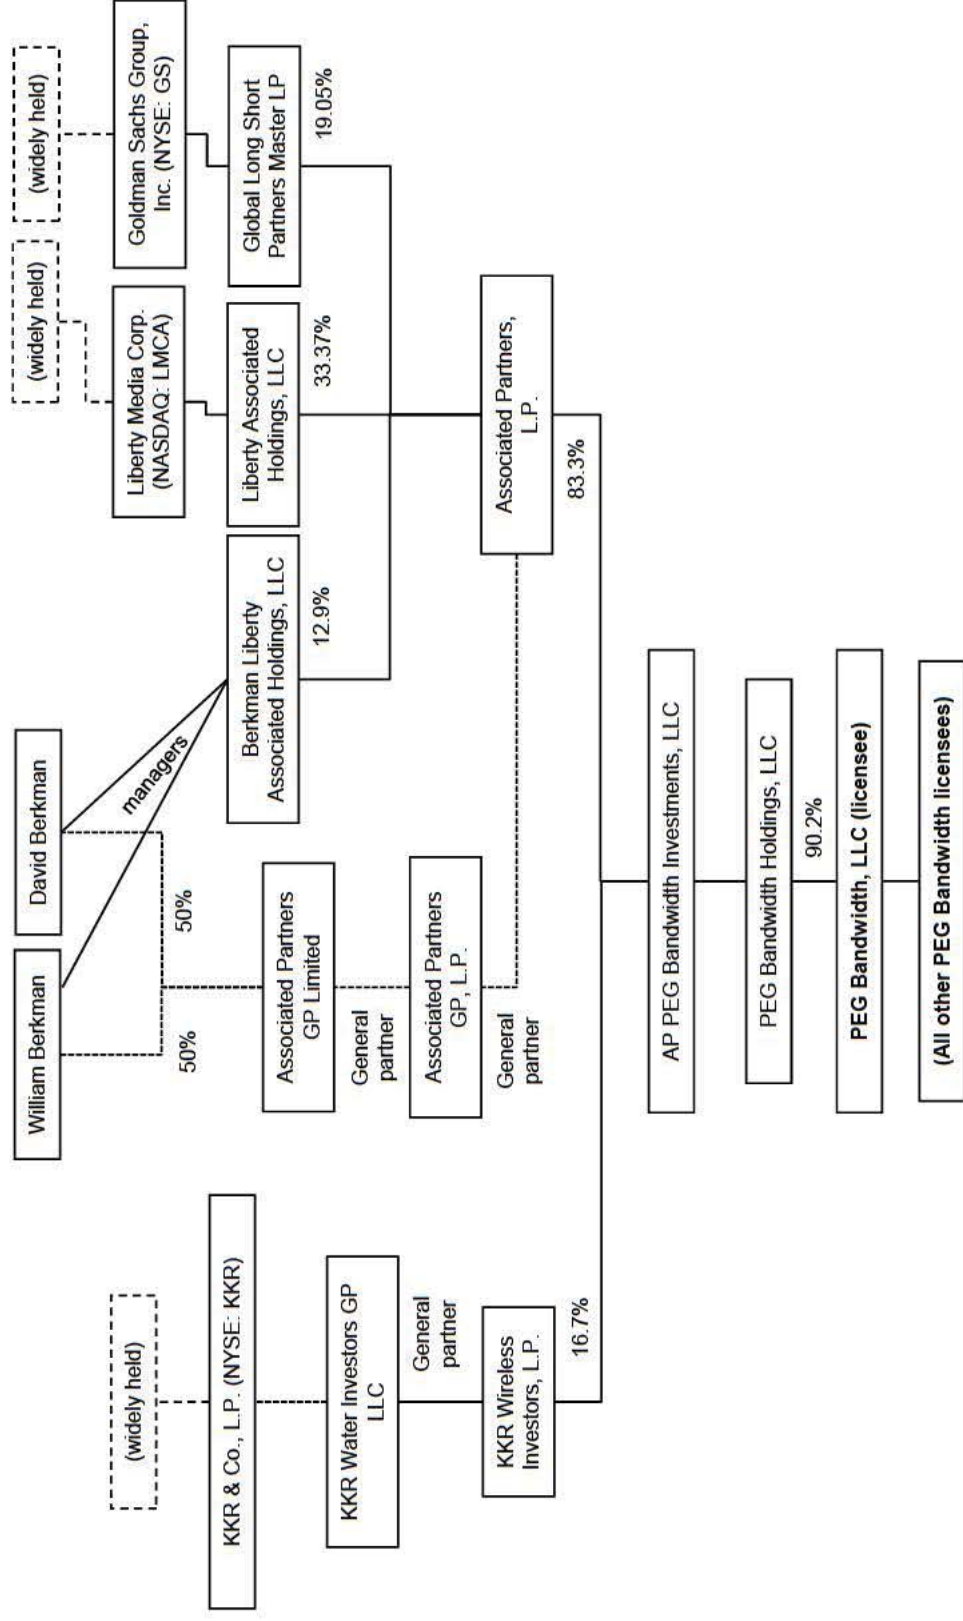 William Berkman
David Berkman
(widely held)
(widely held)
(widely held)
KKR & Co., L.P. (NYSE: KKR)
managers
Liberty Media Corp.
(NASDAQ: LMCA)
Goldman Sachs Group,
Inc. (NYSE: GS)
50%
50%
KKR Water Investors GP
LLC
Associated Partners
GP Limited
Berkman Liberty
Associated Holdings, LLC
Liberty Associated
Holdings, LLC
Global Long Short
Partners Master LP
12.9%
33.37%
19.05%
General
partner
General
partner
KKR Wireless
Investors, L.P.
Associated Partners
GP, L.P.
Associated Partners,
L.P.
General
partner
16.7%
83.3%
AP PEG Bandwidth Investments, LLC
PEG Bandwidth Holdings, LLC
90.2%
PEG Bandwidth, LLC (licensee)
(All other PEG Bandwidth licensees)